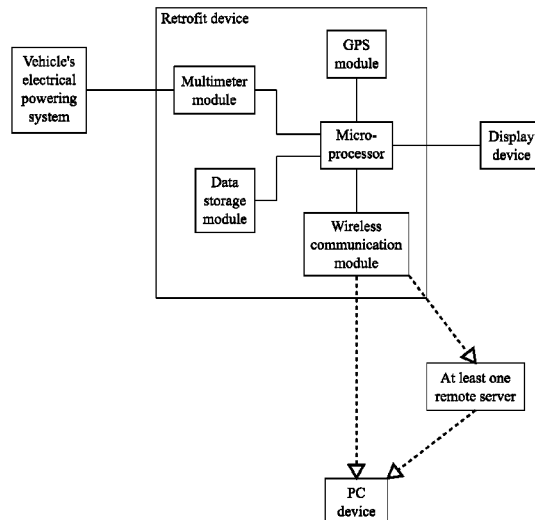 Retrofit device
Vehicle's
electrical
powering
system
Multimeter
module
GPS
module
Micro-
processor
Display
device
Data
storage
module
Wireless
communication
module
At least one
remote server
PC
device